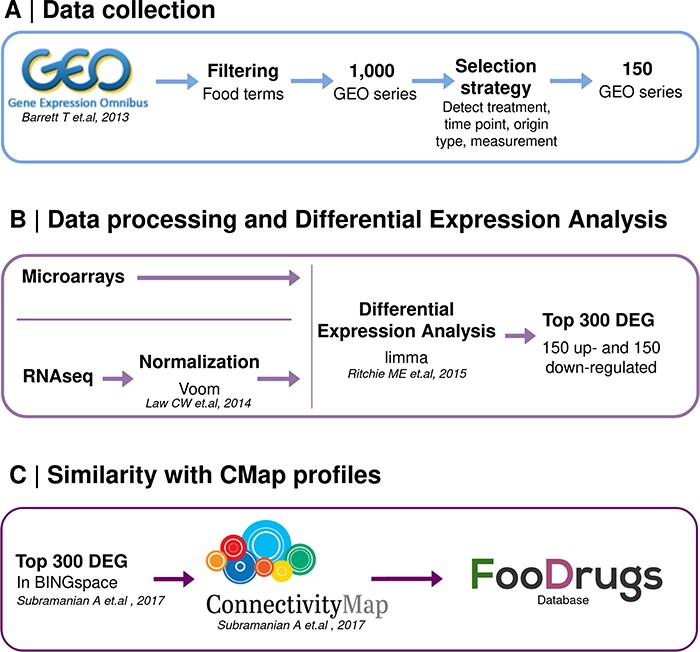 A | Data collection
GEO
Gene Expression Omnibus
Barrett T et.al, 2013
Filtering
Food terms
1,000
GEO series
Selection
strategy
Detect treatment,
time point, origin
type, measurement
150
GEO series
B | Data processing and Differential Expression Analysis
Microarrays
RNAseq
Normalization
Voom
Law CW et.al, 2014
Differential
Expression Analysis
limma
Ritchie ME et.al, 2015
Top 300 DEG
150 up- and 150
down-regulated
C | Similarity with CMap profiles
Top 300 DEG
In BINGspace
Subramanian A et.al , 2017
ConnectivityMap
Subramanian A et.al , 2017
FooDrugs
Database